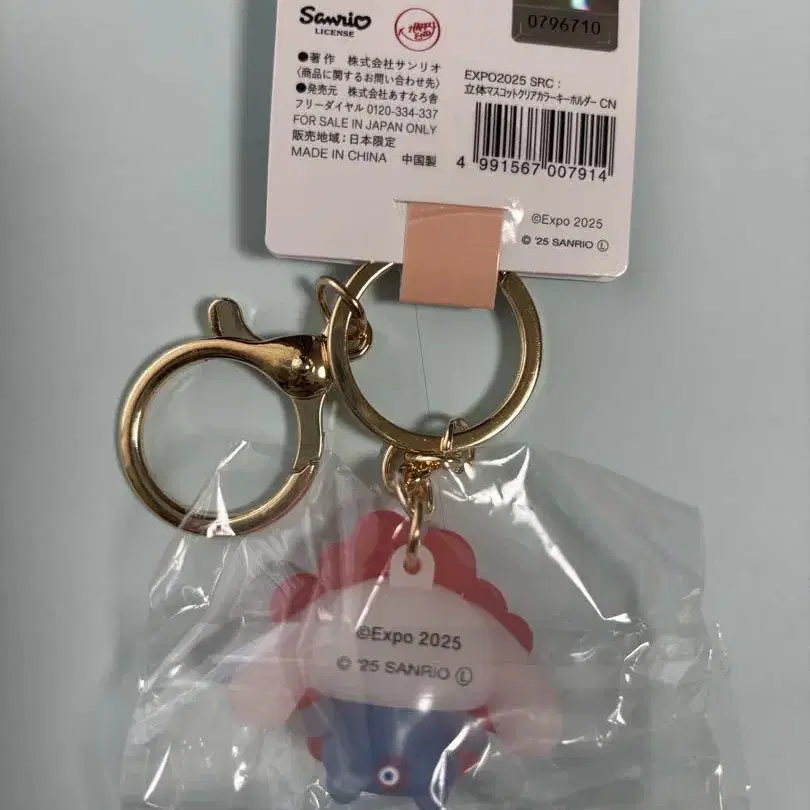 Sanrio
LICENSE
0796710
●著作 株式会社サンリオ
〈商品に関するお問い合わせ先〉
●発売元 株式会社あすなろ舎
フリーダイヤル 0120-334-337
FOR SALE IN JAPAN ONLY
販売地域：日本限定
MADE IN CHINA 中国製
EXPO2025 SRC：
立体マスコットクリアカラーキーホルダー CN
4 991567 007914
©Expo 2025
© '25 SANRIO Ⓛ
©Expo 2025
© '25 SANRIO Ⓛ